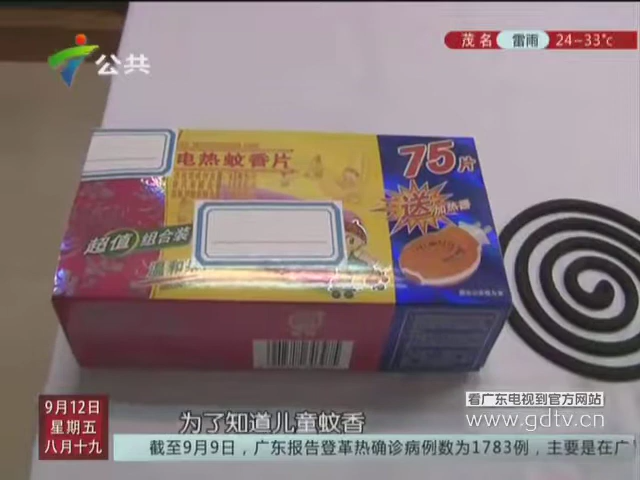 公共
茂名 雷雨 24-33℃
电热蚊香片
75片
送
加热器
超值 组合装
温和
看广东电视到官方网站
www.gdtv.cn
9月12日
星期五
八月十九
为了知道儿童蚊香
截至9月9日，广东报告登革热确诊病例数为1783例，主要是在广